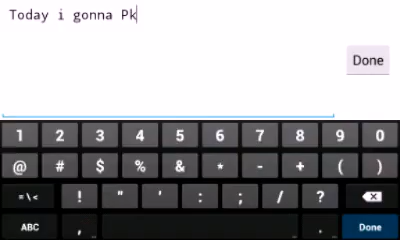 Today i gonna Pk
Done
1 2 3 4 5 6 7 8 9 0
@ # $ % & * - + ( )
= \ < ! " ' : ; / ?
ABC , . Done